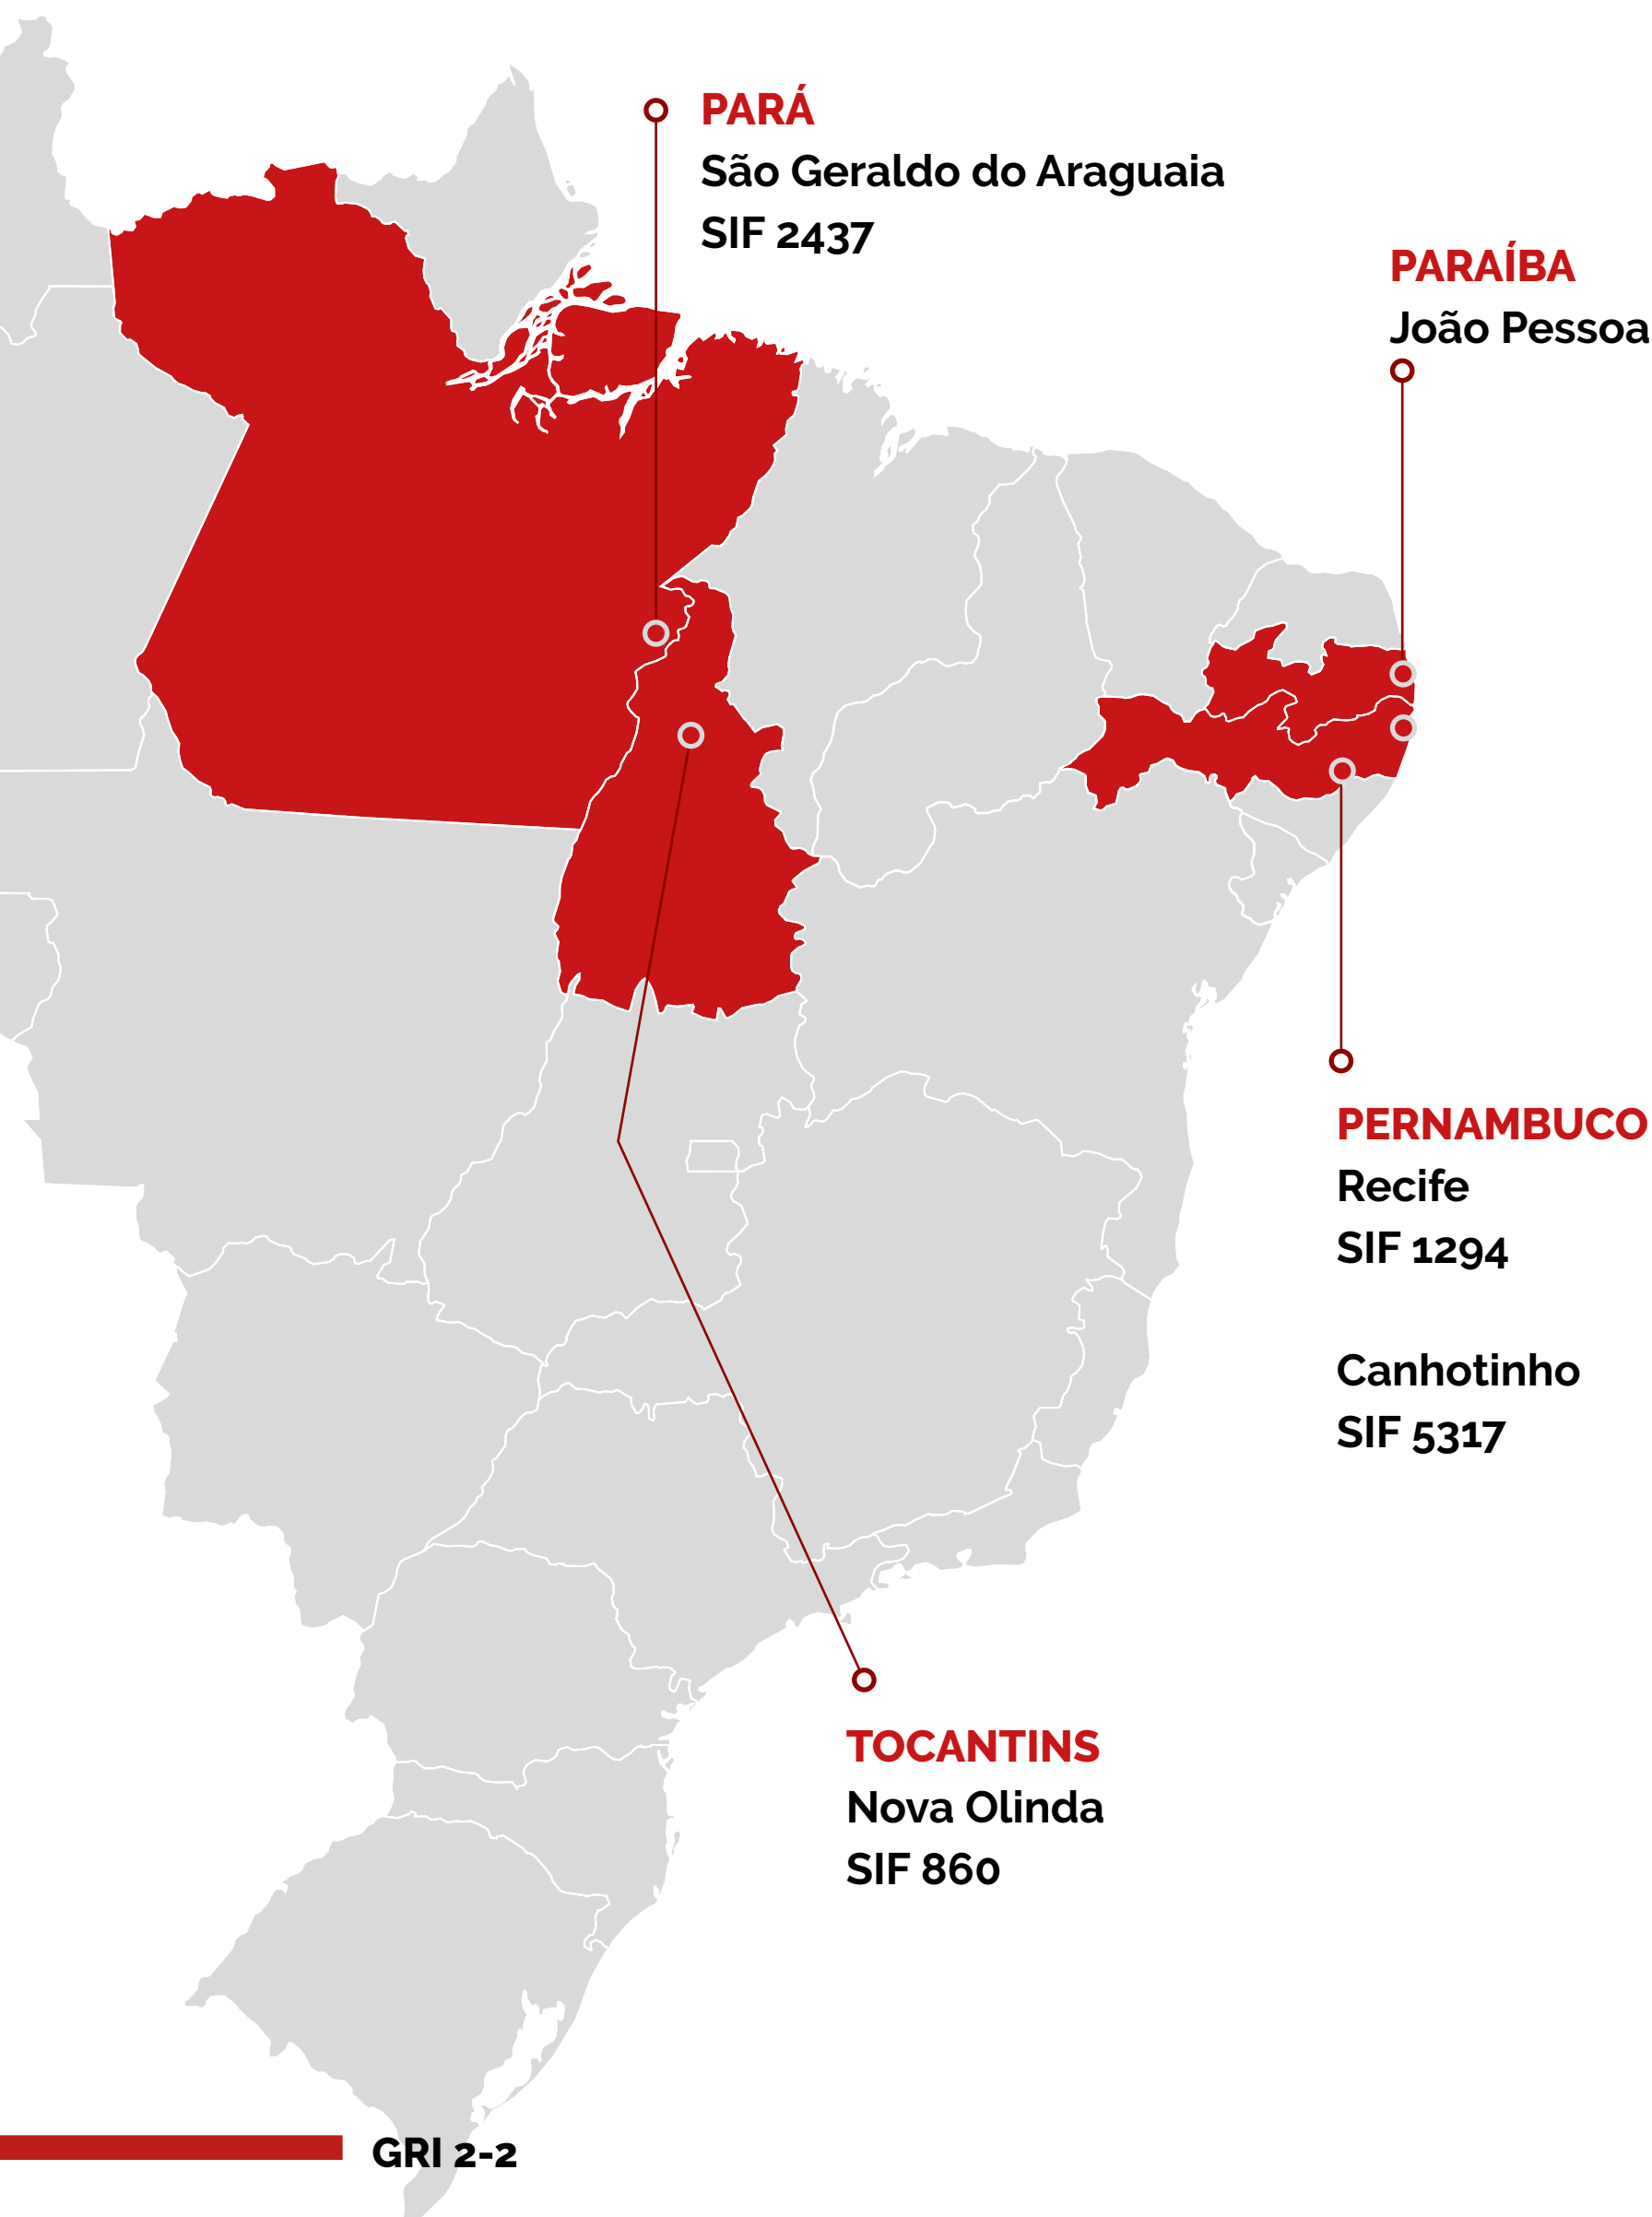 PARÁ
São Geraldo do Araguaia
SIF 2437
PARAÍBA
João Pessoa
PERNAMBUCO
Recife
SIF 1294
Canhotinho
SIF 5317
TOCANTINS
Nova Olinda
SIF 860
GRI 2-2